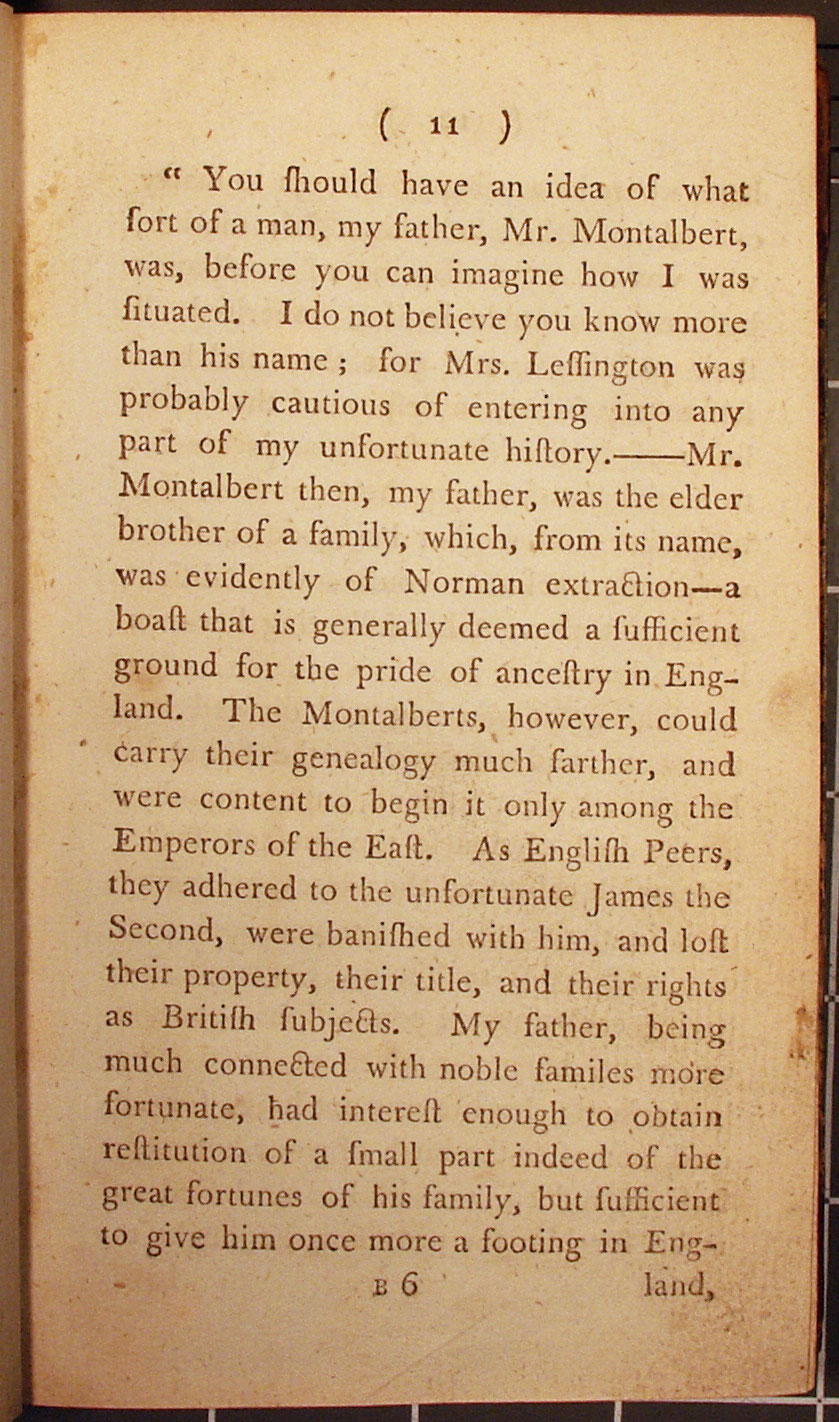 ( 11 )
“ You ſhould have an idea of what
ſort of a man, my father, Mr. Montalbert,
was, before you can imagine how I was
ſituated. I do not believe you know more
than his name ; for Mrs. Leſſington was
probably cautious of entering into any
part of my unfortunate hiſtory.——Mr.
Montalbert then, my father, was the elder
brother of a family, which, from its name,
was evidently of Norman extraction—a
boaſt that is generally deemed a ſufficient
ground for the pride of anceſtry in Eng-
land. The Montalberts, however, could
carry their genealogy much farther, and
were content to begin it only among the
Emperors of the Eaſt. As Engliſh Peers,
they adhered to the unfortunate James the
Second, were baniſhed with him, and loſt
their property, their title, and their rights
as Britiſh ſubjects. My father, being
much connected with noble familes more
fortunate, had intereſt enough to obtain
reſtitution of a ſmall part indeed of the
great fortunes of his family, but ſufficient
to give him once more a footing in Eng-
B 6 land,